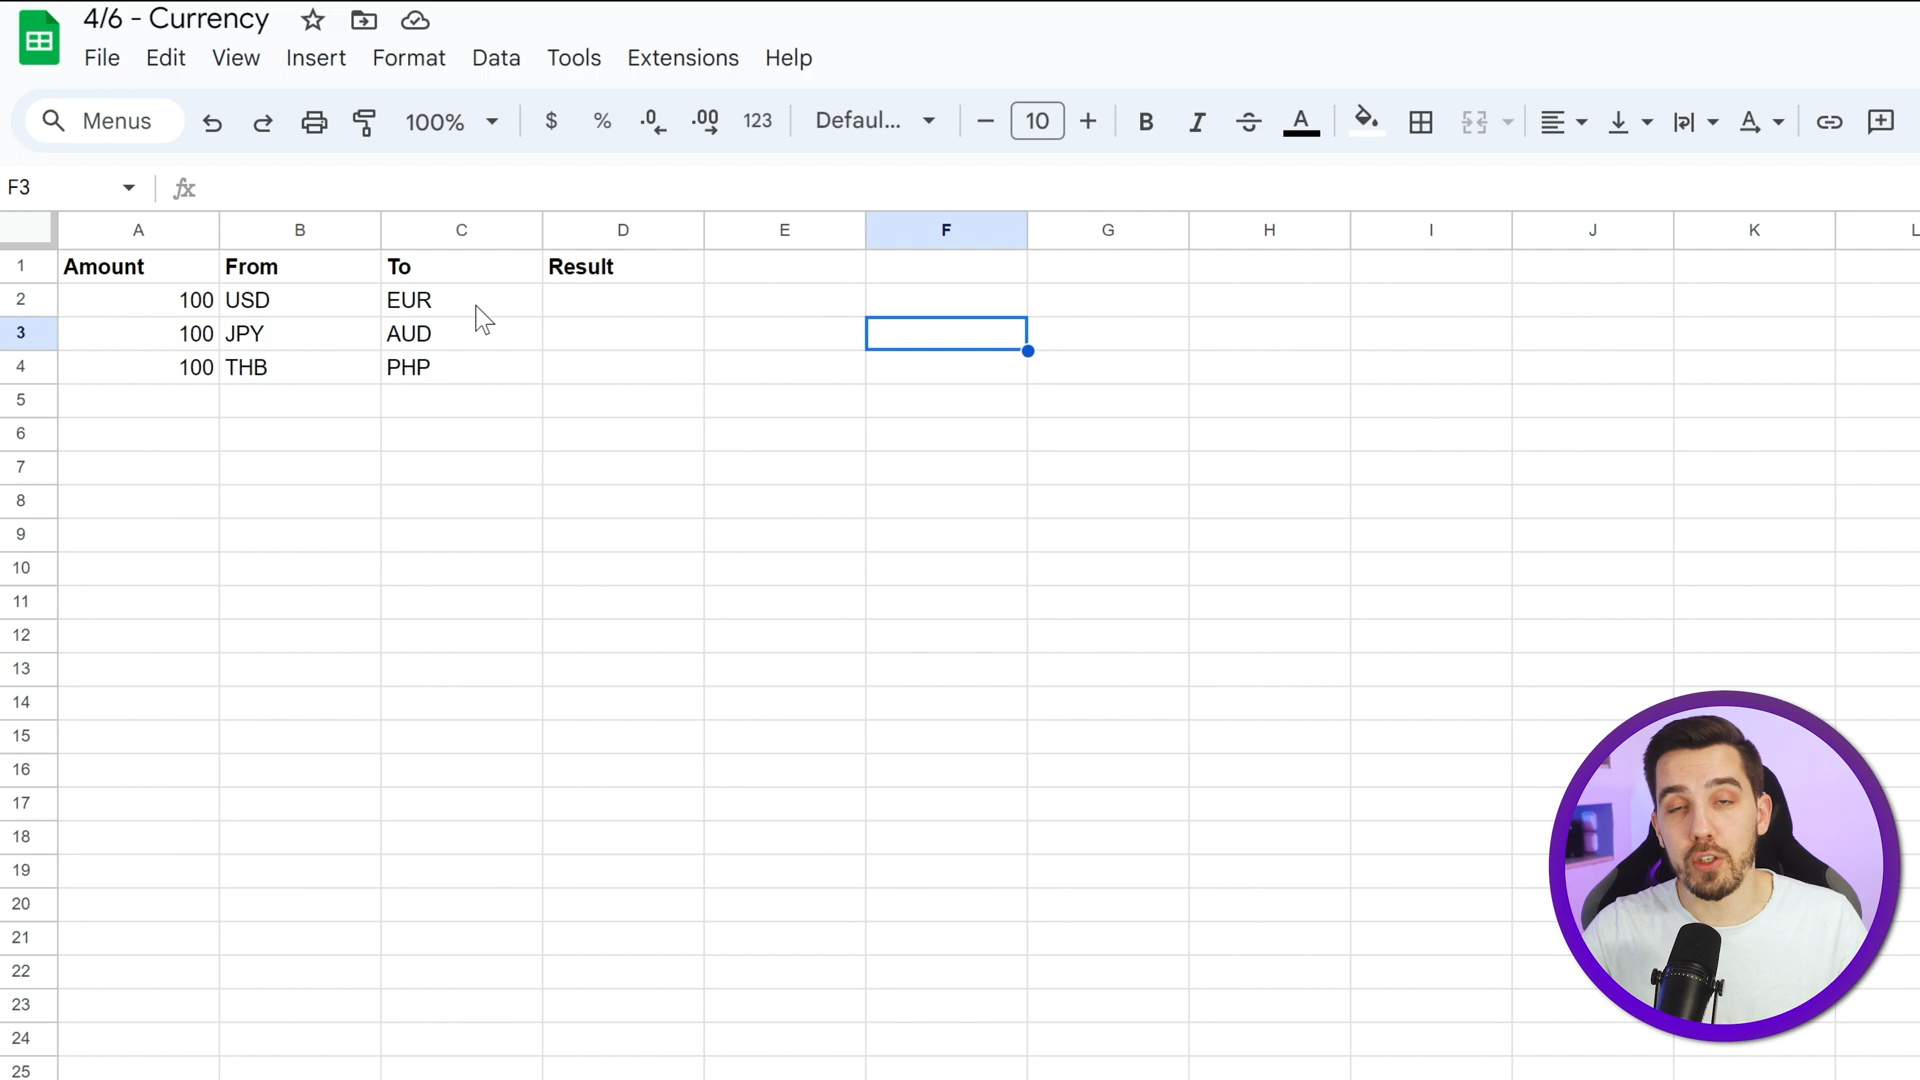 4/6 - Currency
File Edit View Insert Format Data Tools Extensions Help
Menus 100% $ % .0 .00 123 Defaul... 10 B I S A
F3 fx
A B C D E F G H I J K L
1 Amount From To Result
2 100 USD EUR
3 100 JPY AUD
4 100 THB PHP
5
6
7
8
9
10
11
12
13
14
15
16
17
18
19
20
21
22
23
24
25